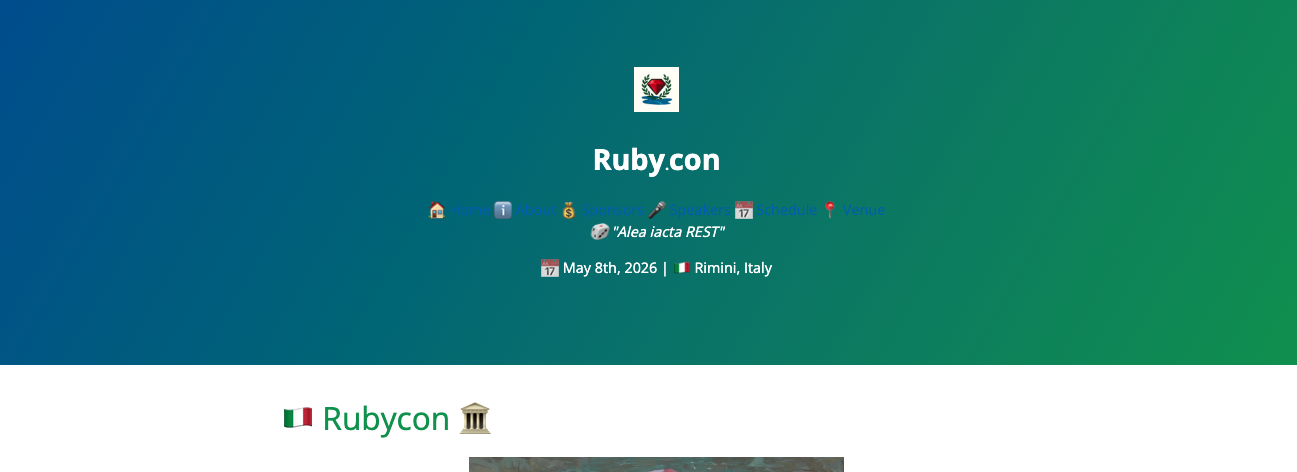 Ruby.con
Home About Sponsors Speakers Schedule Venue
"Alea iacta REST"
May 8th, 2026 | Rimini, Italy
Rubycon